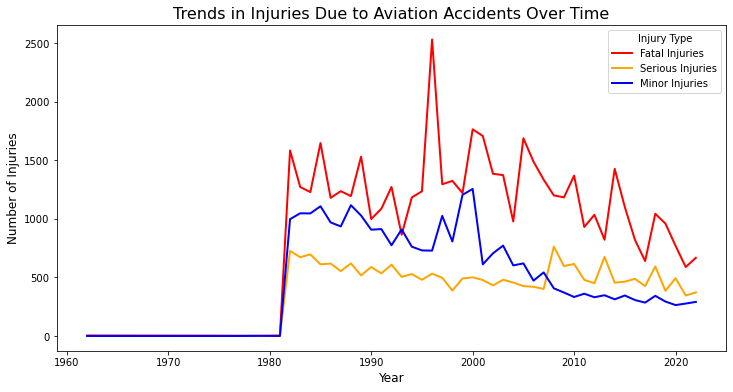 Trends in Injuries Due to Aviation Accidents Over Time
Injury Type
Fatal Injuries
Serious Injuries
Minor Injuries
Number of Injuries
2500
2000
1500
1000
500
0
1960 1970 1980 1990 2000 2010 2020
Year